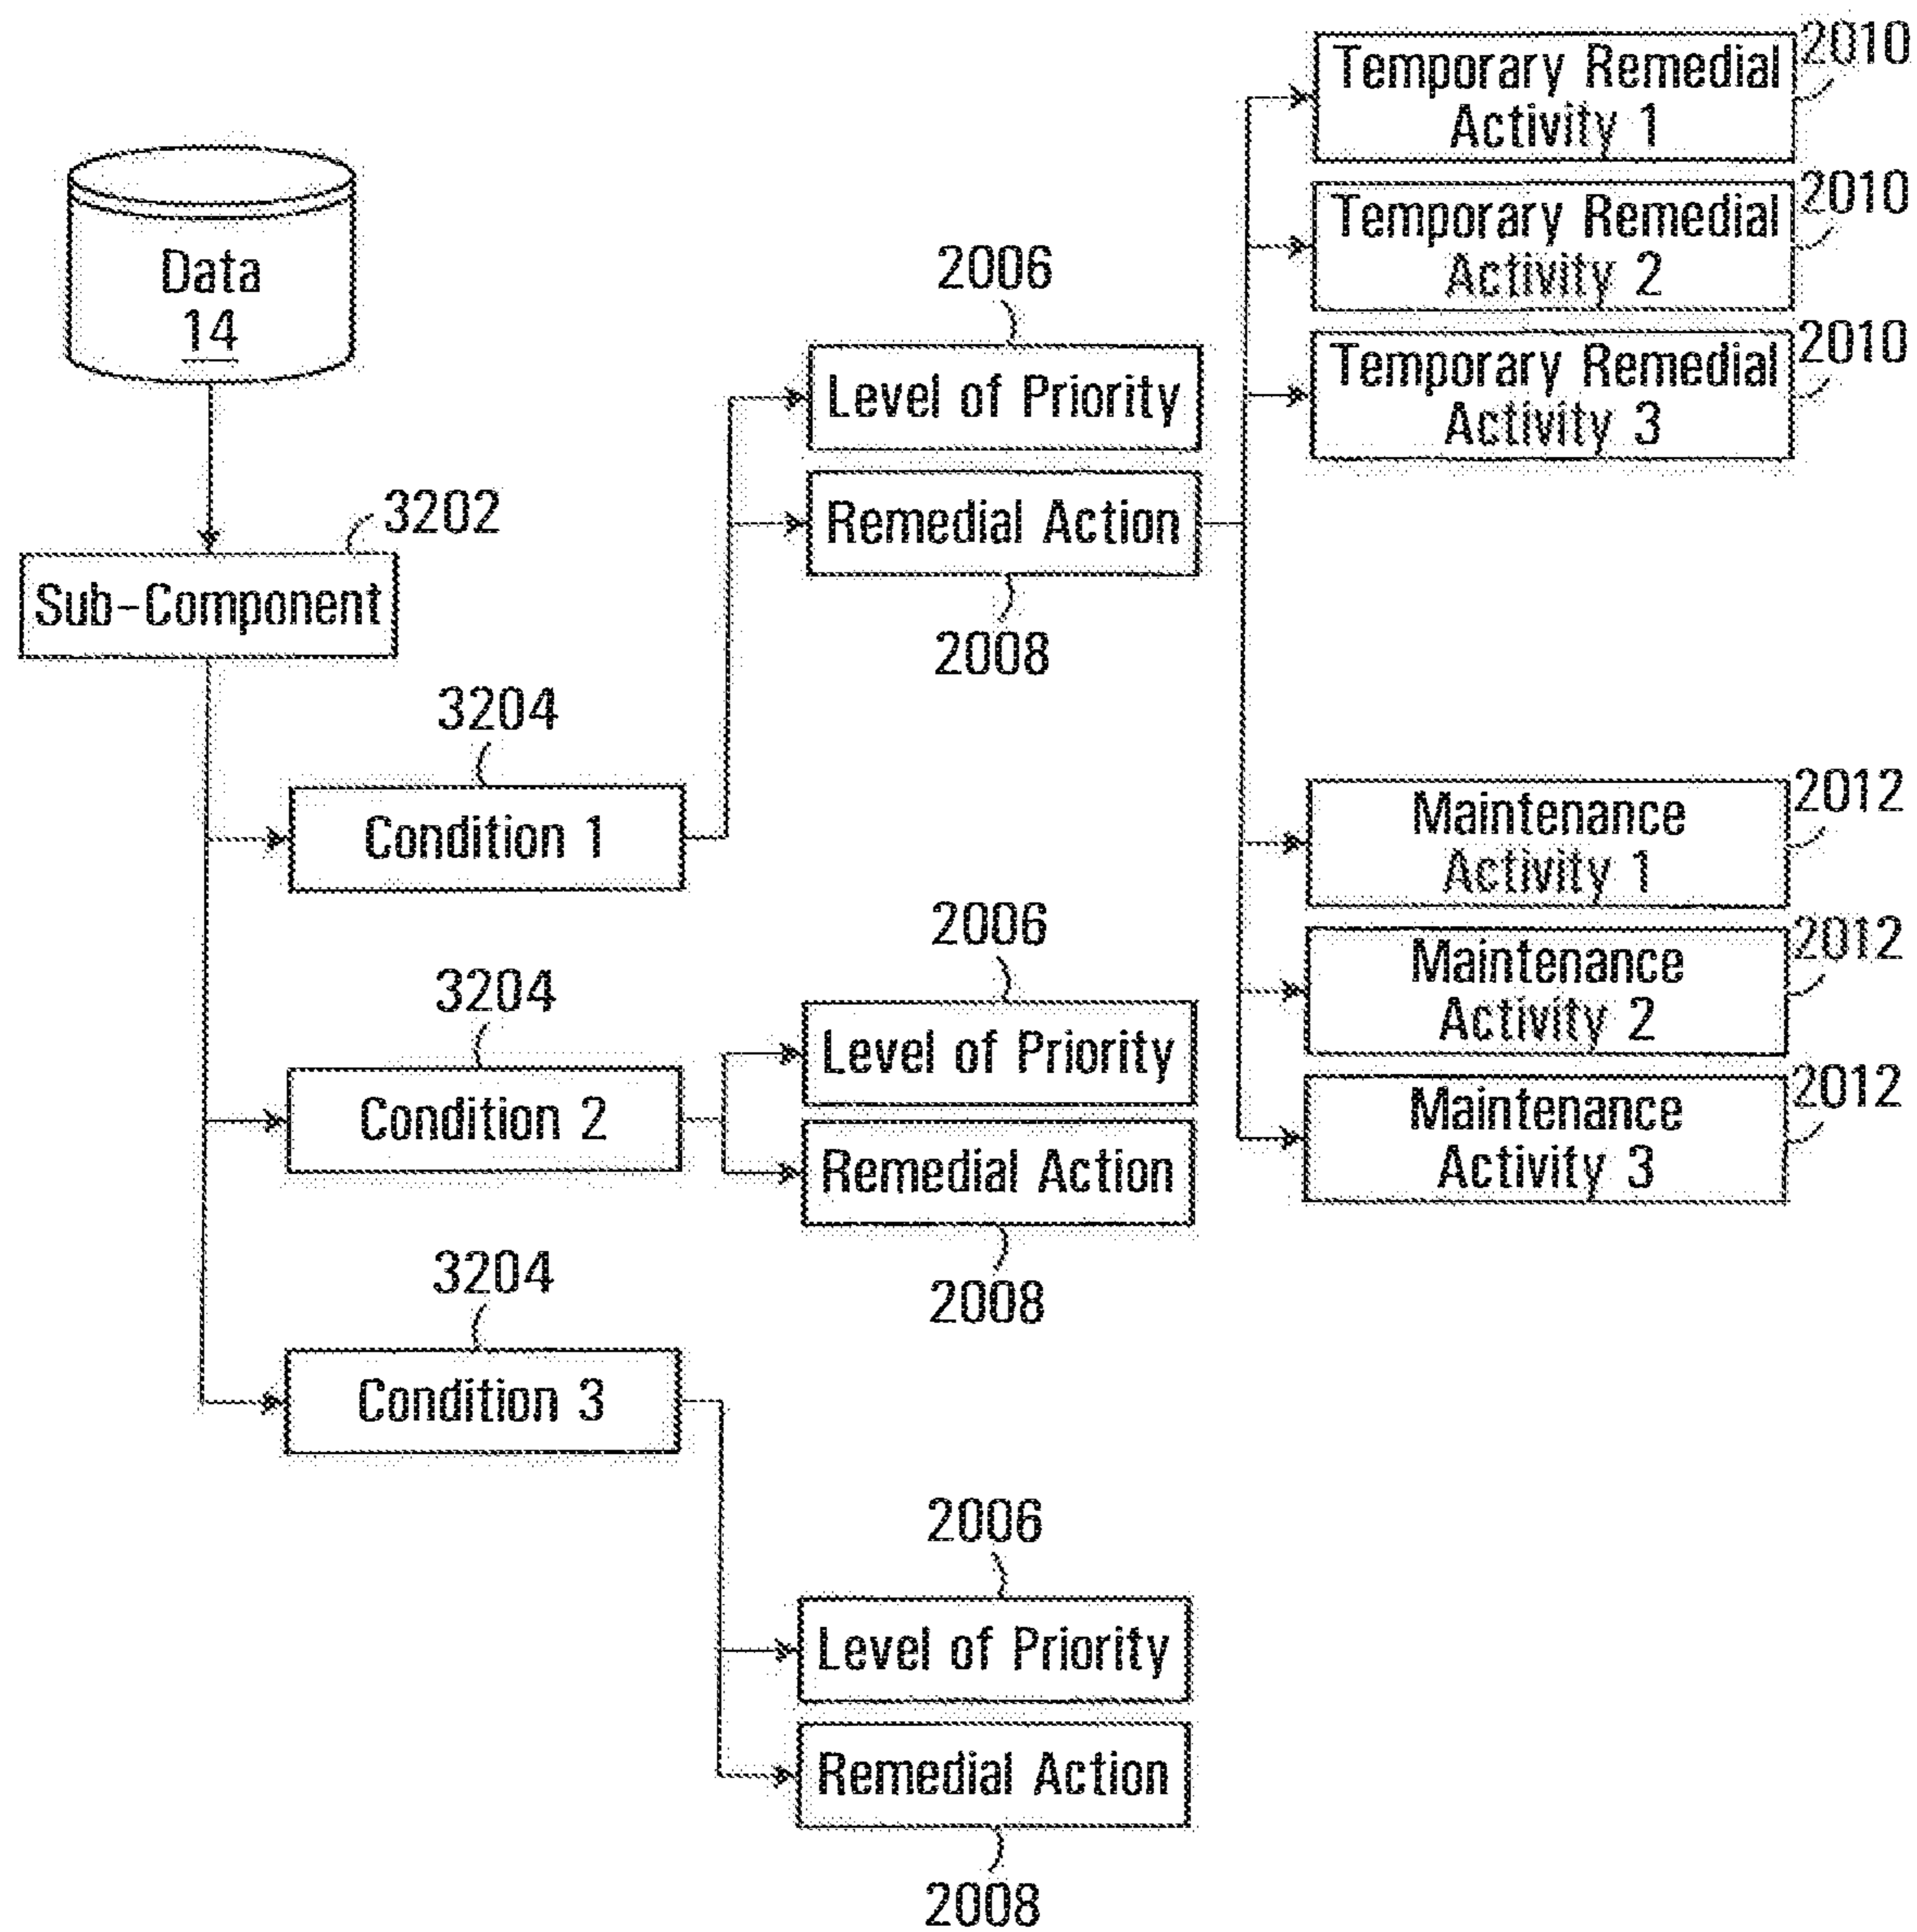 Data
14
3202
Sub-Component
3204
Condition 1
3204
Condition 2
3204
Condition 3
2006
Level of Priority
Remedial Action
2008
2006
Level of Priority
Remedial Action
2008
2006
Level of Priority
Remedial Action
2008
2010
Temporary Remedial
Activity 1
2010
Temporary Remedial
Activity 2
2010
Temporary Remedial
Activity 3
2012
Maintenance
Activity 1
2012
Maintenance
Activity 2
2012
Maintenance
Activity 3